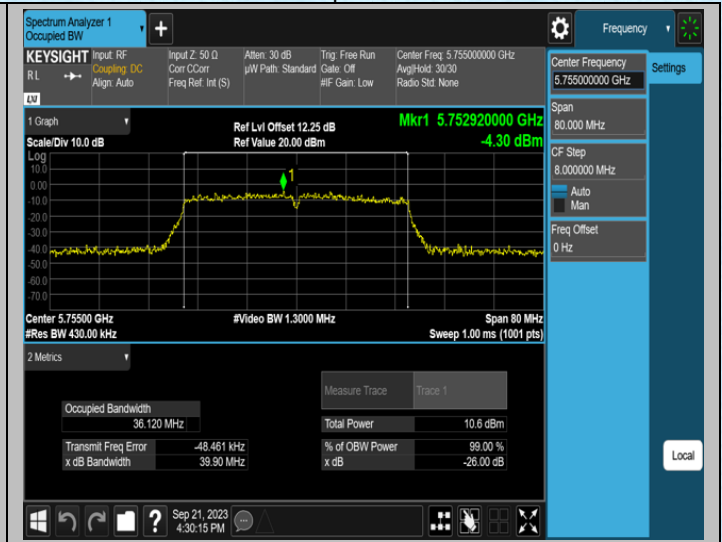 Spectrum Analyzer 1
Occupied BW
Frequency
KEYSIGHT
RL
LXI
Input: RF
Coupling: DC
Align: Auto
Input Z: 50 Ω
Corr CCorr
Freq Ref: Int (S)
Atten: 30 dB
µW Path: Standard
Trig: Free Run
Gate: Off
#IF Gain: Low
Center Freq: 5.755000000 GHz
Avg|Hold: 30/30
Radio Std: None
Center Frequency
5.755000000 GHz
Settings
Span
80.000 MHz
CF Step
8.000000 MHz
Auto
Man
Freq Offset
0 Hz
1 Graph
Scale/Div 10.0 dB
Ref Lvl Offset 12.25 dB
Ref Value 20.00 dBm
Mkr1 5.752920000 GHz
-4.30 dBm
Log
10.0
0.00
-10.0
-20.0
-30.0
-40.0
-50.0
-60.0
-70.0
1
Center 5.75500 GHz
#Res BW 430.00 kHz
#Video BW 1.3000 MHz
Span 80 MHz
Sweep 1.00 ms (1001 pts)
2 Metrics
Measure Trace Trace 1
Occupied Bandwidth
36.120 MHz
Total Power 10.6 dBm
Transmit Freq Error -48.461 kHz
% of OBW Power 99.00 %
x dB Bandwidth 39.90 MHz
x dB -26.00 dB
Local
?
Sep 21, 2023
4:30:15 PM